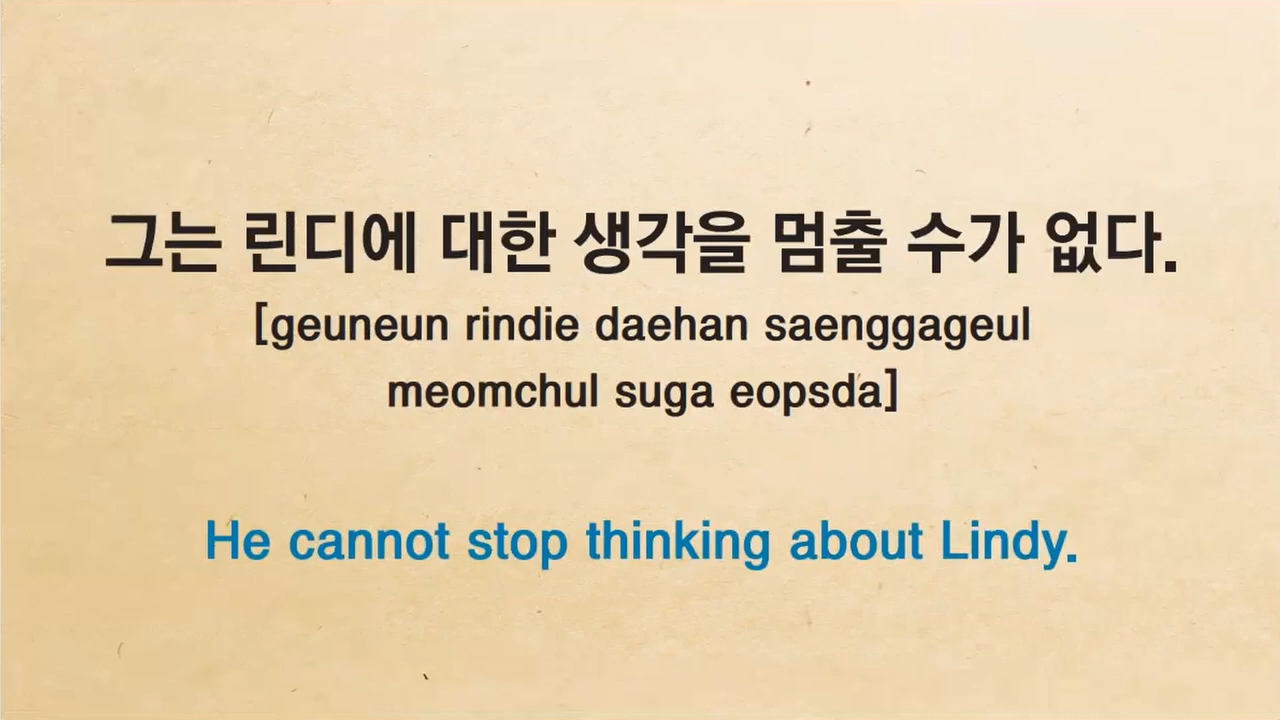 그는 린디에 대한 생각을 멈출 수가 없다.
[geuneun rindie daehan saenggageul
meomchul suga eopsda]
He cannot stop thinking about Lindy.